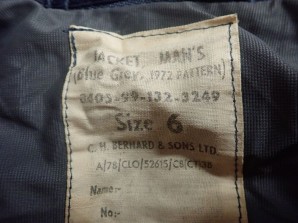 JACKET, MAN'S
(Blue Grey, 1972 PATTERN)
8405-99-132-3249
Size 6
C. H. BERNARD & SONS LTD
A/78/CLO/52615/CB/CT13B
Name:-
No:-